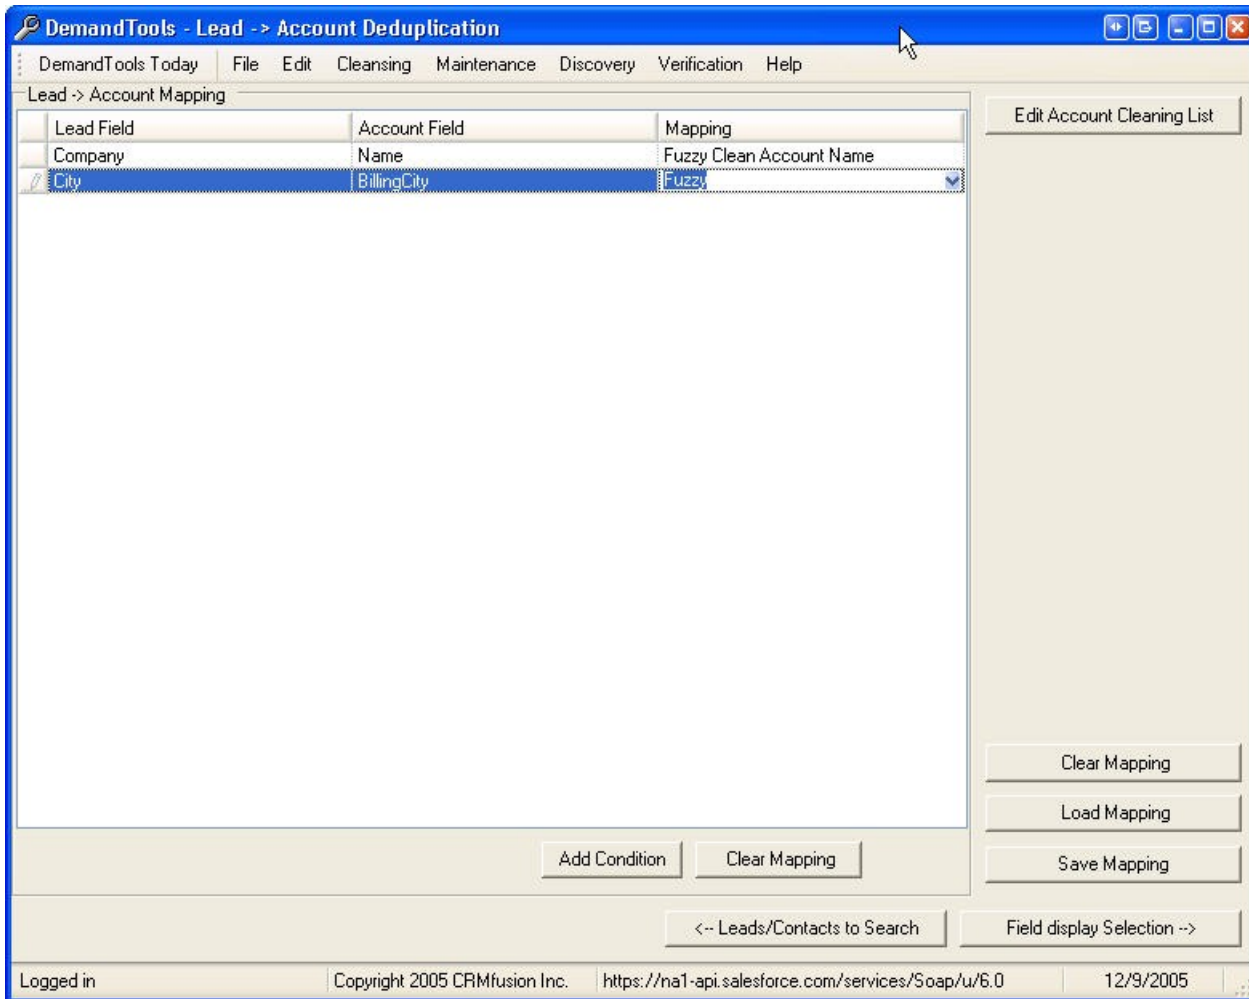 DemandTools - Lead -> Account Deduplication
DemandTools Today File Edit Cleansing Maintenance Discovery Verification Help
Lead -> Account Mapping
Edit Account Cleaning List
Lead Field Account Field Mapping
Company Name Fuzzy Clean Account Name
City BillingCity Fuzzy
Clear Mapping
Load Mapping
Add Condition Clear Mapping Save Mapping
<-- Leads/Contacts to Search Field display Selection -->
Logged in Copyright 2005 CRMfusion Inc. https://na1-api.salesforce.com/services/Soap/u/6.0 12/9/2005